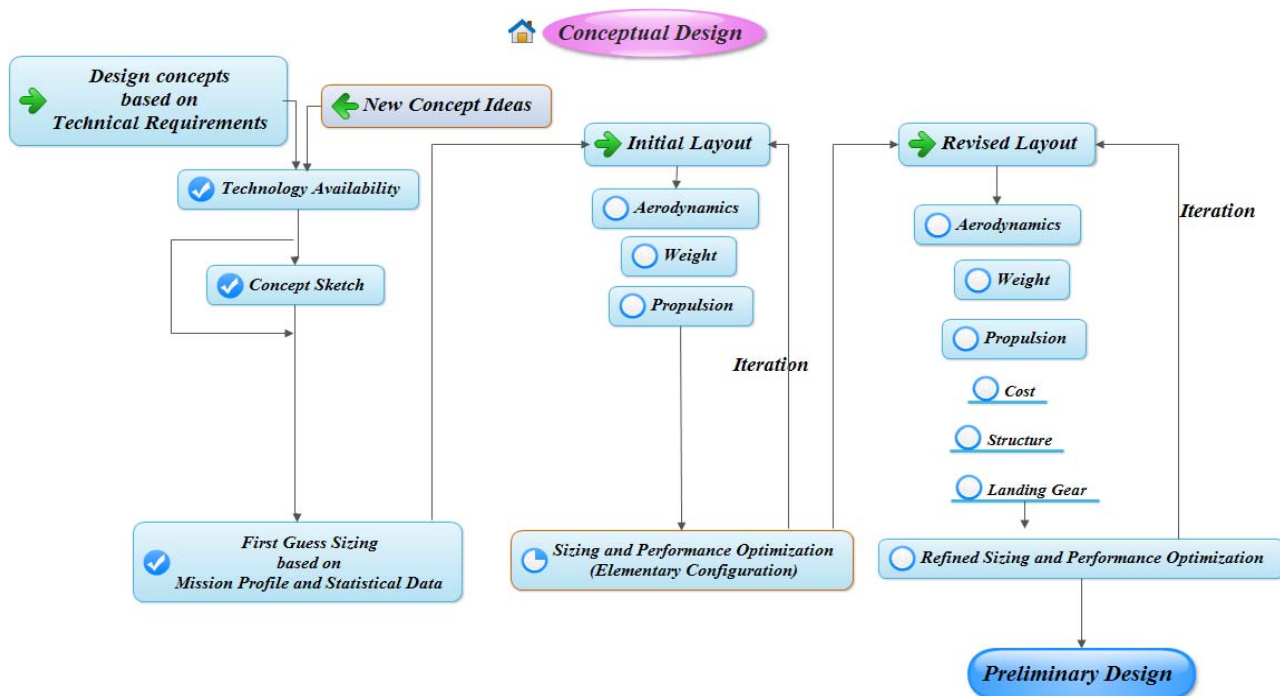 Conceptual Design
Design concepts
based on
Technical Requirements
New Concept Ideas
Technology Availability
Concept Sketch
First Guess Sizing
based on
Mission Profile and Statistical Data
Initial Layout
Aerodynamics
Weight
Propulsion
Iteration
Sizing and Performance Optimization
(Elementary Configuration)
Revised Layout
Aerodynamics
Weight
Propulsion
Cost
Structure
Landing Gear
Iteration
Refined Sizing and Performance Optimization
Preliminary Design